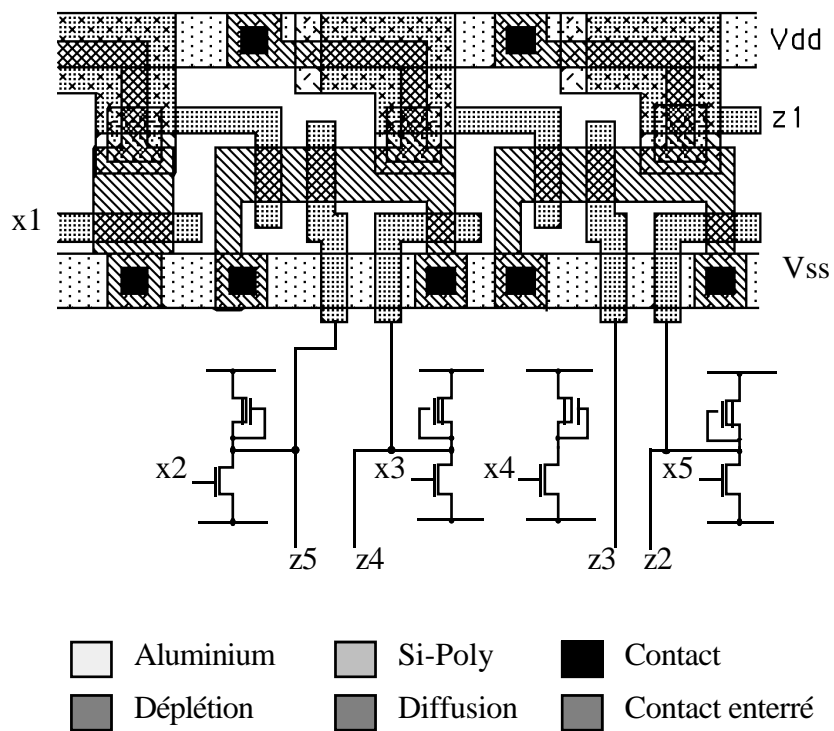 Vdd
z1
x1
Vss
x2 x3 x4 x5
z5 z4 z3 z2
Aluminium Si-Poly Contact
Déplétion Diffusion Contact enterré